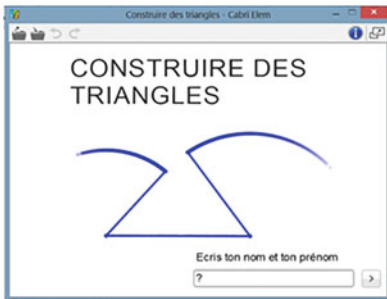 Construire des triangles - Cabri Elem
CONSTRUIRE DES
TRIANGLES
Ecris ton nom et ton prénom
?